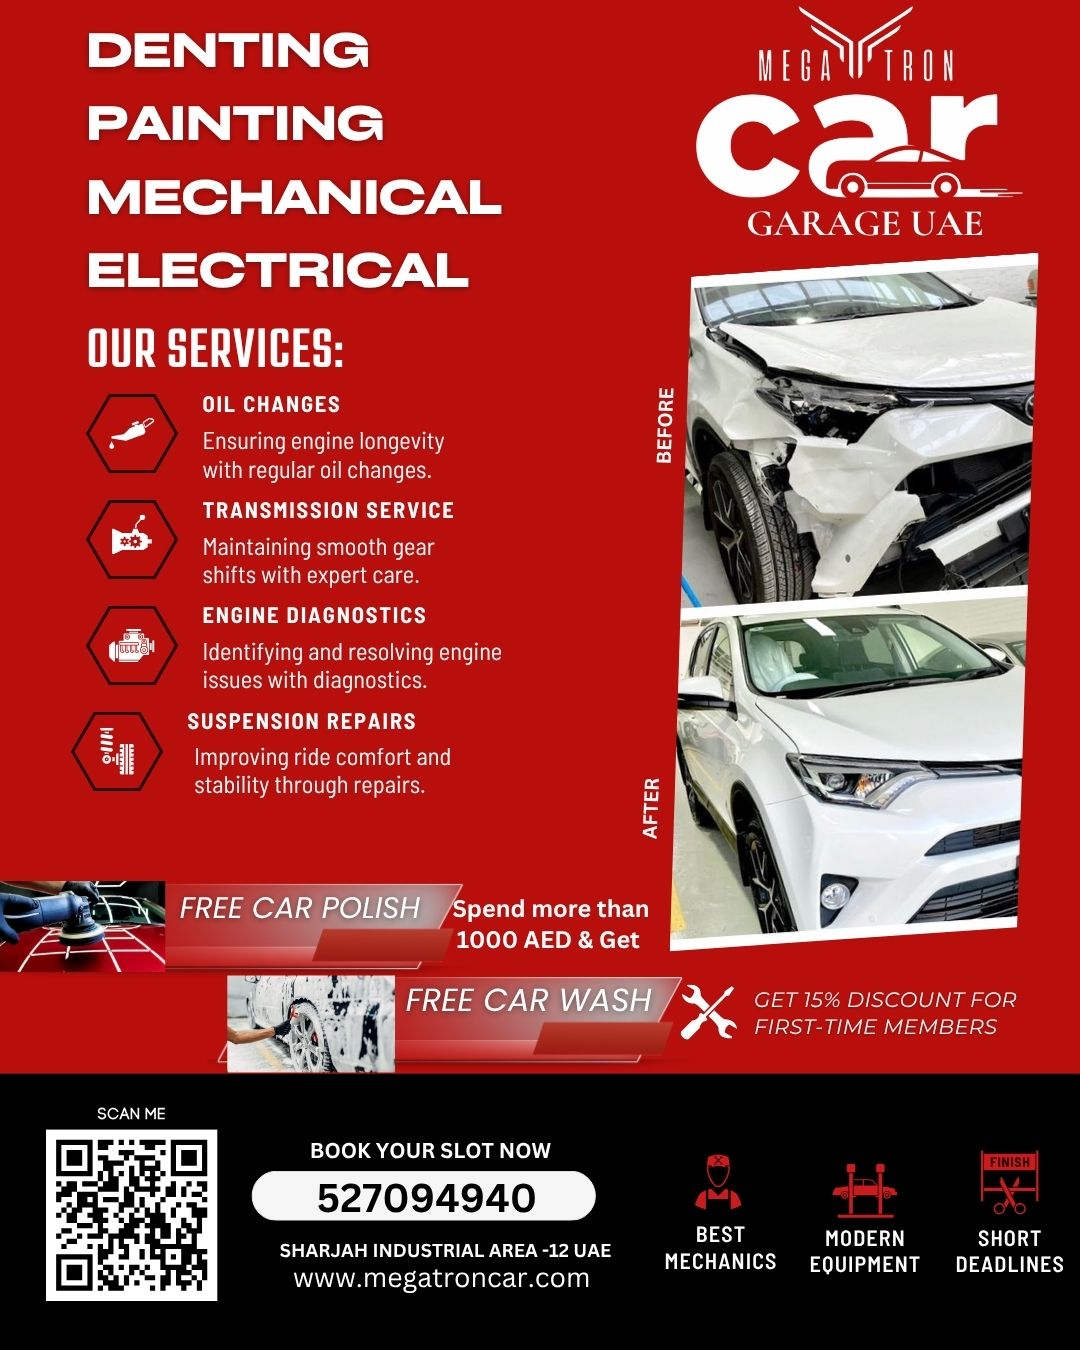 DENTING
PAINTING
MECHANICAL
ELECTRICAL
MEGA TRON
car
GARAGE UAE
OUR SERVICES:
OIL CHANGES
Ensuring engine longevity
with regular oil changes.
TRANSMISSION SERVICE
Maintaining smooth gear
shifts with expert care.
ENGINE DIAGNOSTICS
Identifying and resolving engine
issues with diagnostics.
SUSPENSION REPAIRS
Improving ride comfort and
stability through repairs.
BEFORE
AFTER
FREE CAR POLISH
Spend more than
1000 AED & Get
FREE CAR WASH
GET 15% DISCOUNT FOR
FIRST-TIME MEMBERS
SCAN ME
BOOK YOUR SLOT NOW
527094940
SHARJAH INDUSTRIAL AREA -12 UAE
www.megatroncar.com
BEST
MECHANICS
MODERN
EQUIPMENT
FINISH
SHORT
DEADLINES